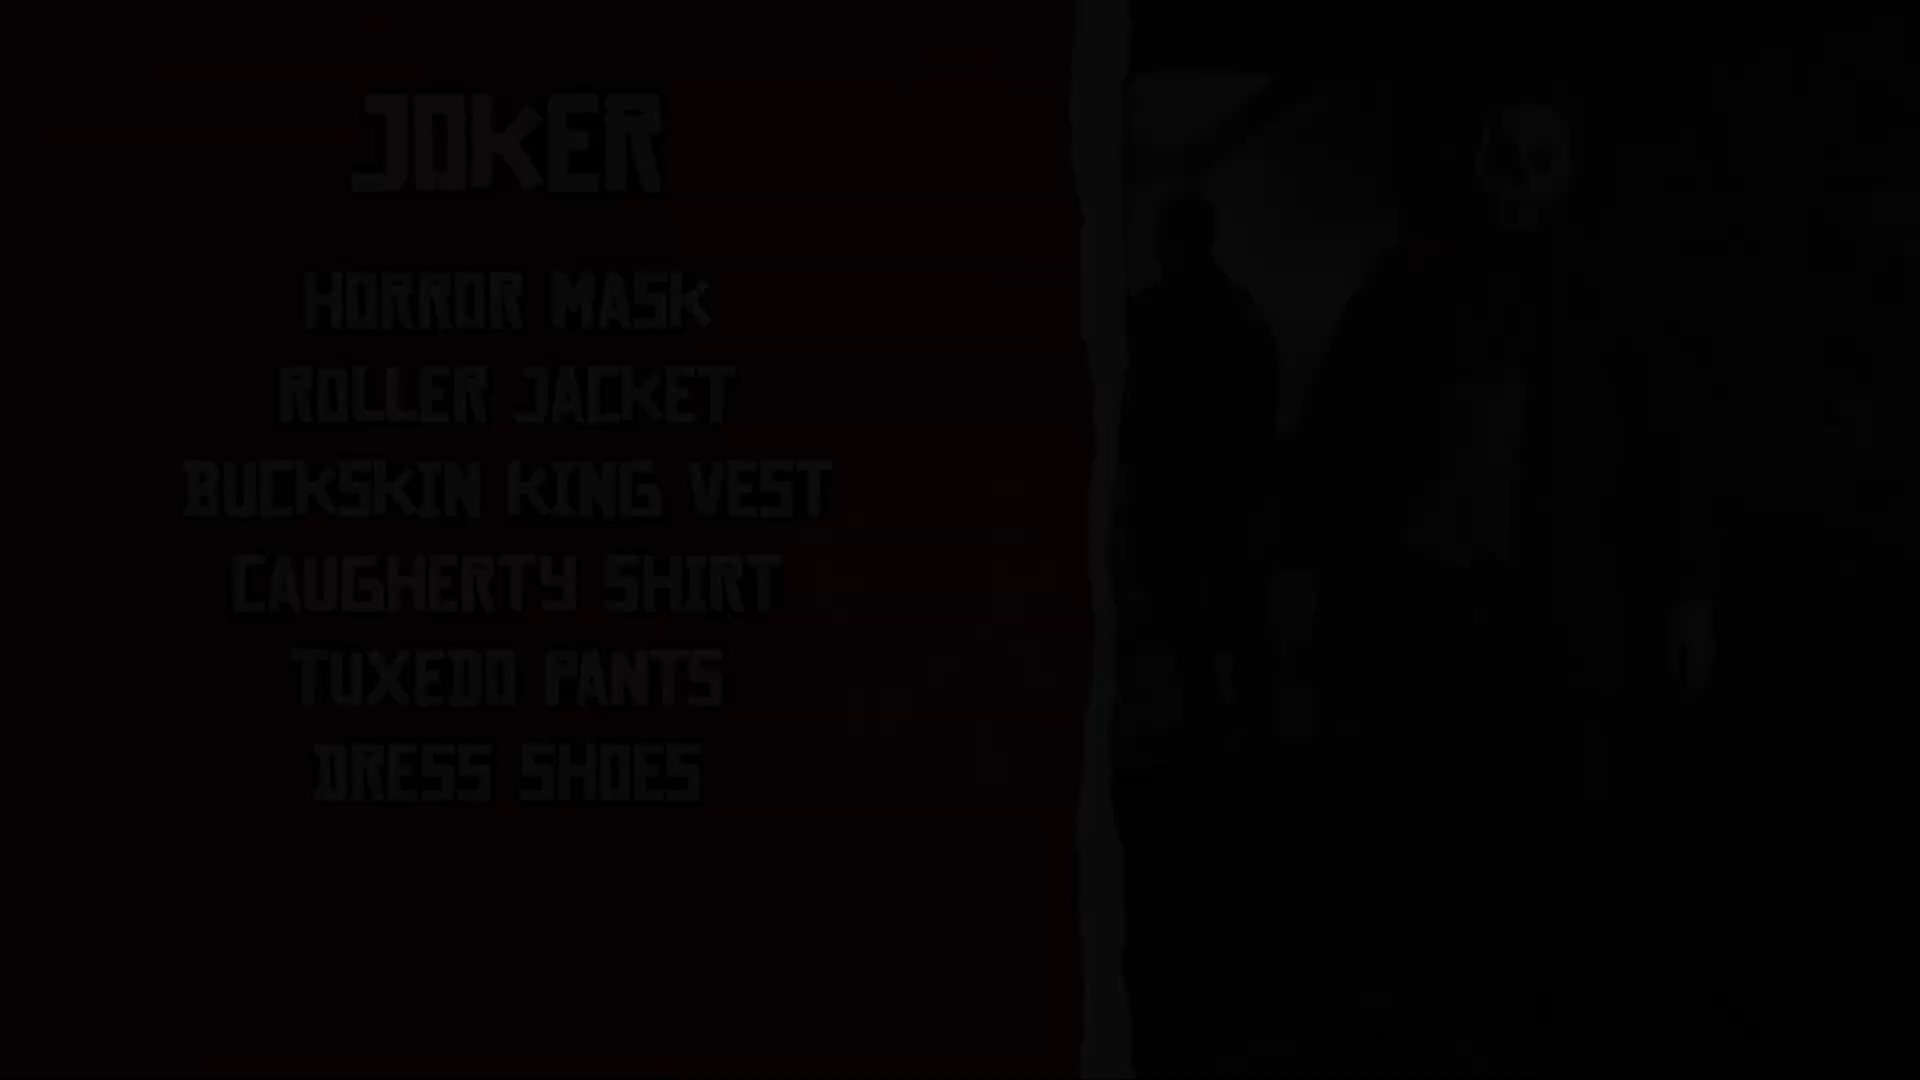 JOKER
HORROR MASK
ROLLER JACKET
BUCKSKIN KING VEST
CAUGHERTY SHIRT
TUXEDO PANTS
DRESS SHOES